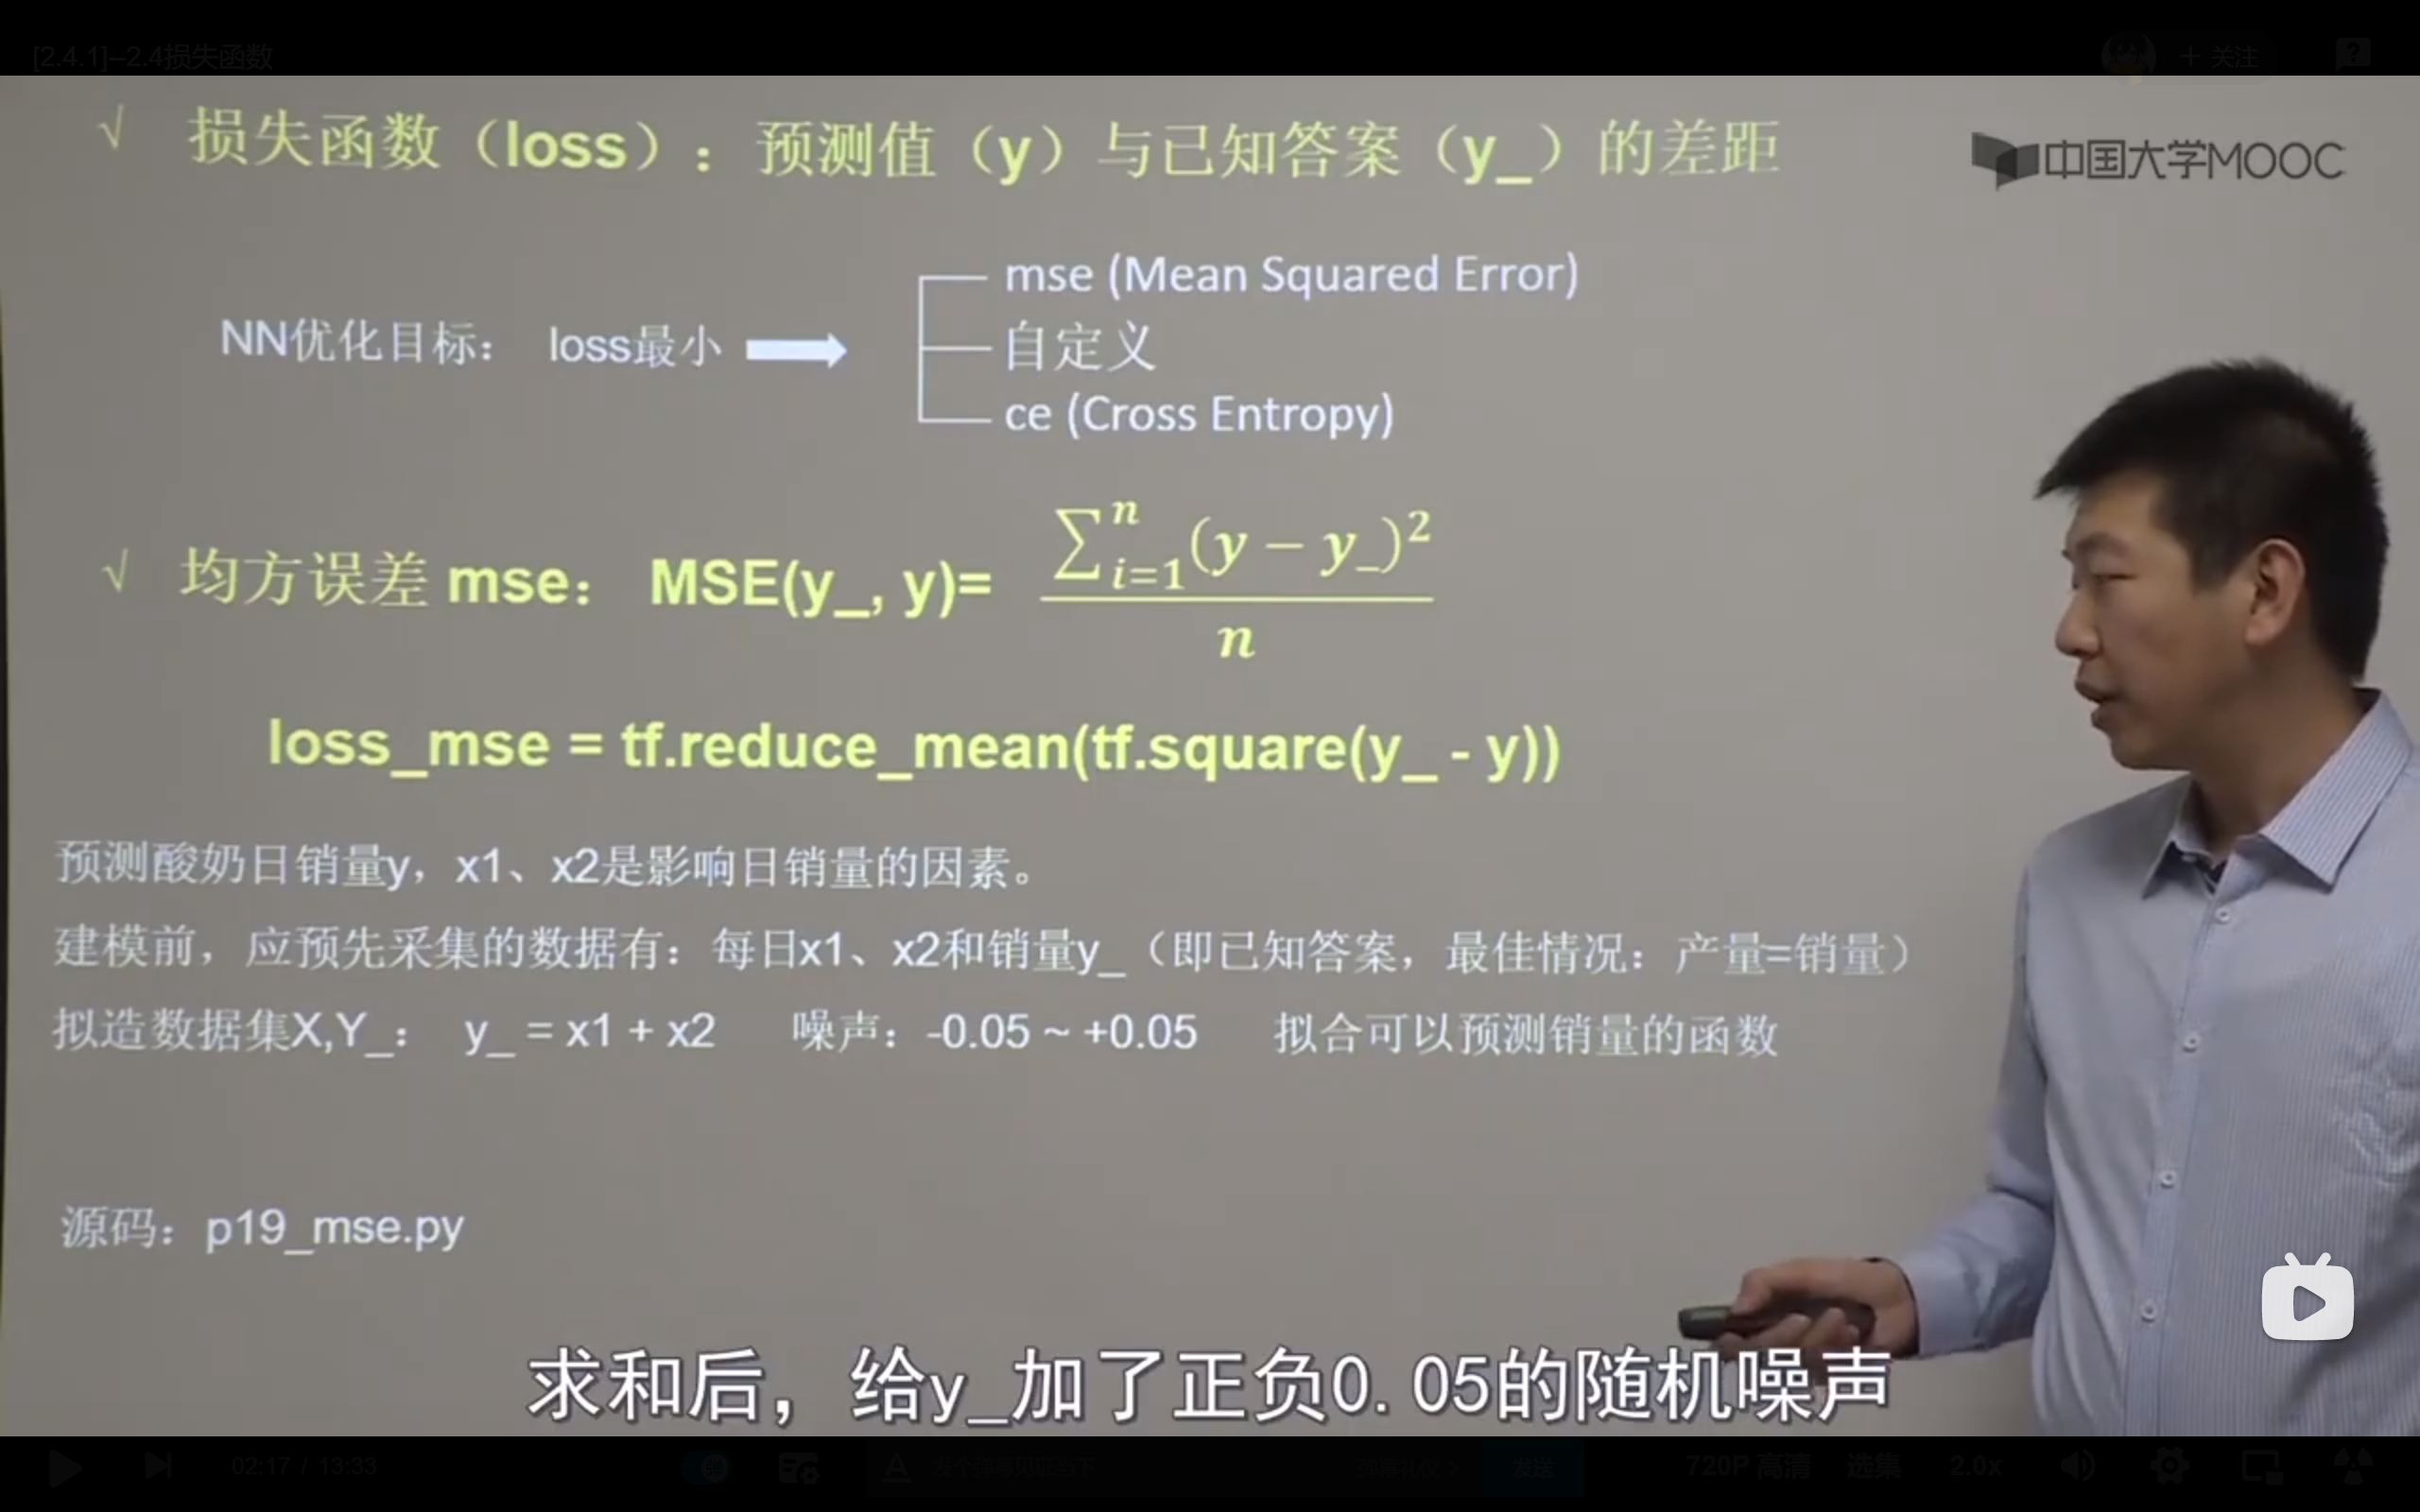 [2.4.1]--2.4损失函数
+ 关注
√ 损失函数（loss）：预测值（y）与已知答案（y_）的差距
中国大学MOOC
NN优化目标： loss最小
mse (Mean Squared Error)
自定义
ce (Cross Entropy)
√ 均方误差 mse： MSE(y_, y)= \frac{\sum_{i=1}^{n}(y-y\_)^2}{n}
loss_mse = tf.reduce_mean(tf.square(y_ - y))
预测酸奶日销量y，x1、x2是影响日销量的因素。
建模前，应预先采集的数据有：每日x1、x2和销量y_（即已知答案，最佳情况：产量=销量）
拟造数据集X,Y_： y_ = x1 + x2 噪声：-0.05 ~ +0.05 拟合可以预测销量的函数
源码：p19_mse.py
求和后，给y_加了正负0.05的随机噪声
02:17 / 13:33
发送
720P 高清
选集
2.0x